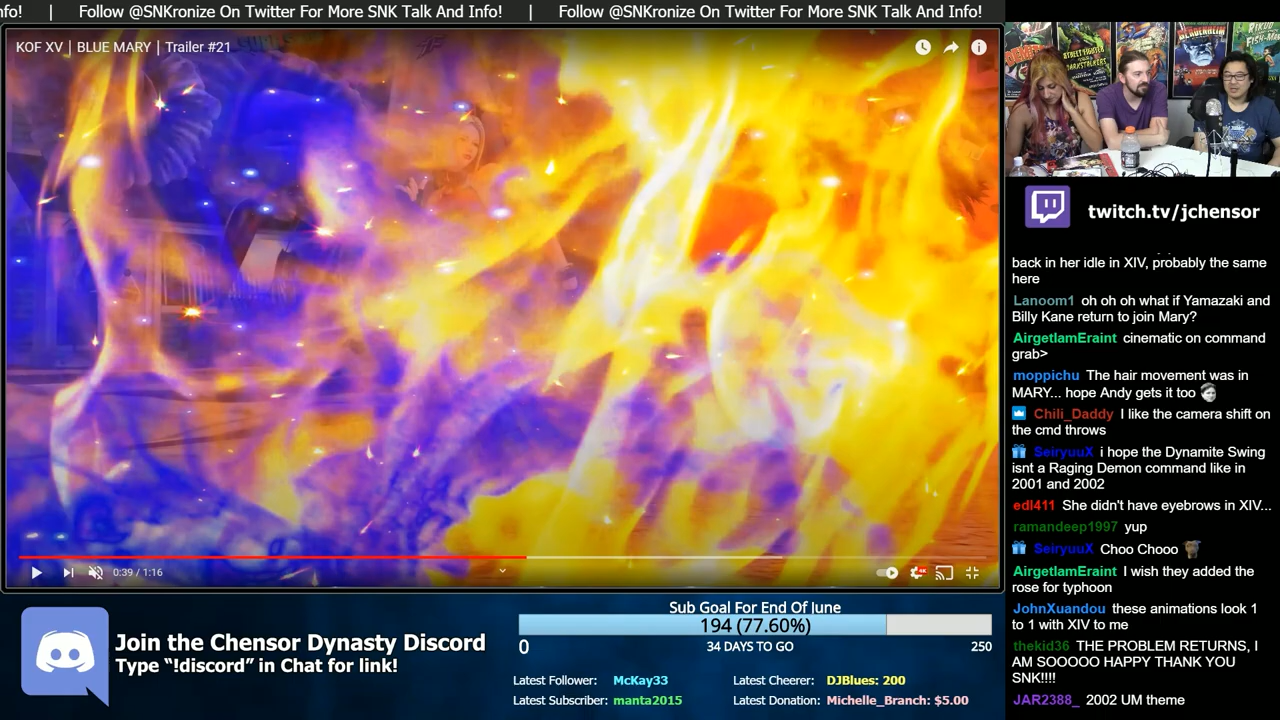 nfo! | Follow @SNKronize On Twitter For More SNK Talk And Info! | Follow @SNKronize On Twitter For More SNK Talk And Info!
KOF XV | BLUE MARY | Trailer #21
0:39 / 1:16
4K
twitch.tv/jchensor
back in her idle in XIV, probably the same
here
Lanoom1 oh oh oh what if Yamazaki and
Billy Kane return to join Mary?
AirgetlamEraint cinematic on command
grab>
moppichu The hair movement was in
MARY... hope Andy gets it too
Chili_Daddy I like the camera shift on
the cmd throws
SeiryuuX i hope the Dynamite Swing
isnt a Raging Demon command like in
2001 and 2002
edl411 She didn't have eyebrows in XIV...
ramandeep1997 yup
SeiryuuX Choo Chooo
AirgetlamEraint I wish they added the
rose for typhoon
JohnXuandou these animations look 1
to 1 with XIV to me
thekid36 THE PROBLEM RETURNS, I
AM SOOOOO HAPPY THANK YOU
SNK!!!!
JAR2388_ 2002 UM theme
Join the Chensor Dynasty Discord
Type “!discord” in Chat for link!
Sub Goal For End Of June
194 (77.60%)
0 34 DAYS TO GO 250
Latest Follower: McKay33
Latest Cheerer: DJBlues: 200
Latest Subscriber: manta2015
Latest Donation: Michelle_Branch: $5.00